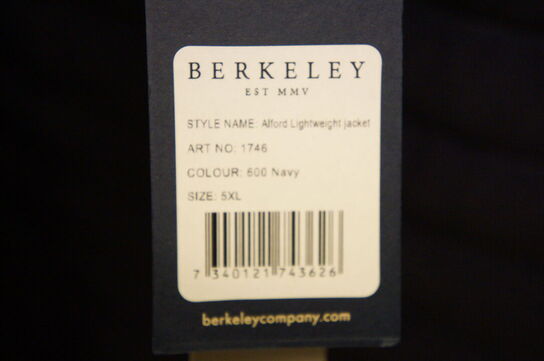 BERKELEY
EST MMV
STYLE NAME: Alford Lightweight jacket
ART NO: 1746
COLOUR: 600 Navy
SIZE: 5XL
7 340121 743626
berkeleycompany.com